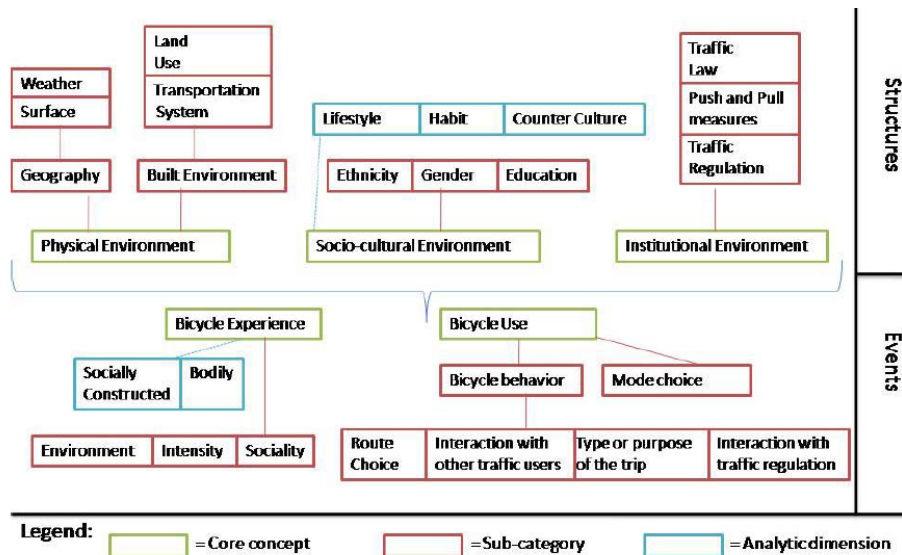 Land
Use
Transportation
System
Weather
Surface
Geography
Built Environment
Physical Environment
Lifestyle
Habit
Counter Culture
Ethnicity
Gender
Education
Socio-cultural Environment
Traffic
Law
Push and Pull
measures
Traffic
Regulation
Institutional Environment
Structures
Bicycle Experience
Socially
Constructed
Bodily
Environment
Intensity
Sociality
Bicycle Use
Bicycle behavior
Mode choice
Route
Choice
Interaction with
other traffic users
Type or purpose
of the trip
Interaction with
traffic regulation
Events
Legend:
= Core concept
= Sub-category
= Analytic dimension